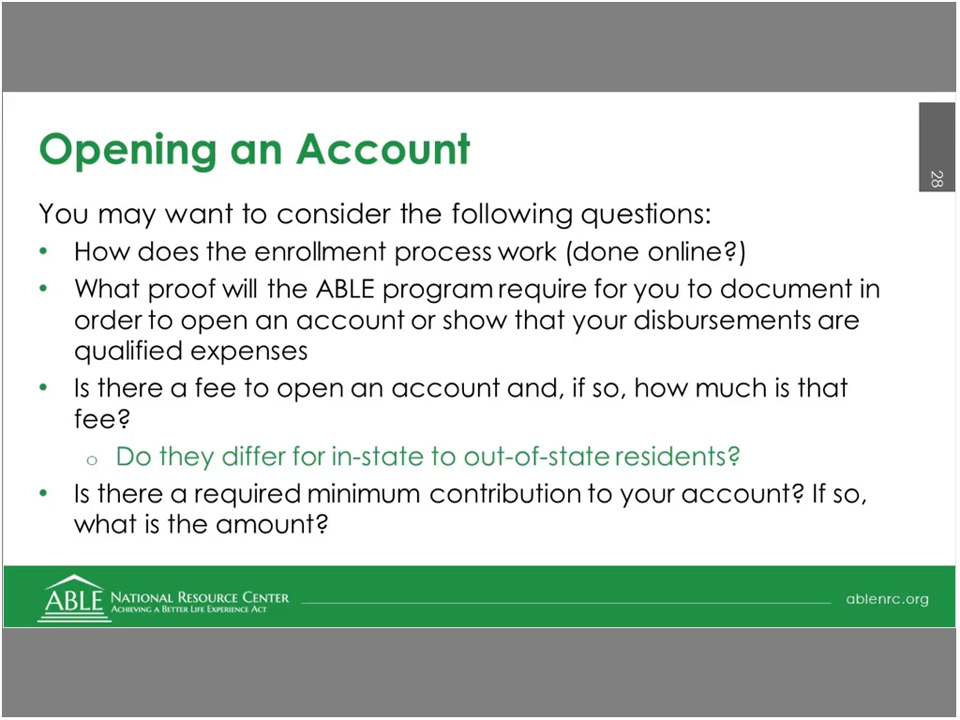 Opening an Account
28
You may want to consider the following questions:
• How does the enrollment process work (done online?)
• What proof will the ABLE program require for you to document in
order to open an account or show that your disbursements are
qualified expenses
• Is there a fee to open an account and, if so, how much is that
fee?
o Do they differ for in-state to out-of-state residents?
• Is there a required minimum contribution to your account? If so,
what is the amount?
ABLE NATIONAL RESOURCE CENTER
ACHIEVING A BETTER LIFE EXPERIENCE ACT
ablenrc.org